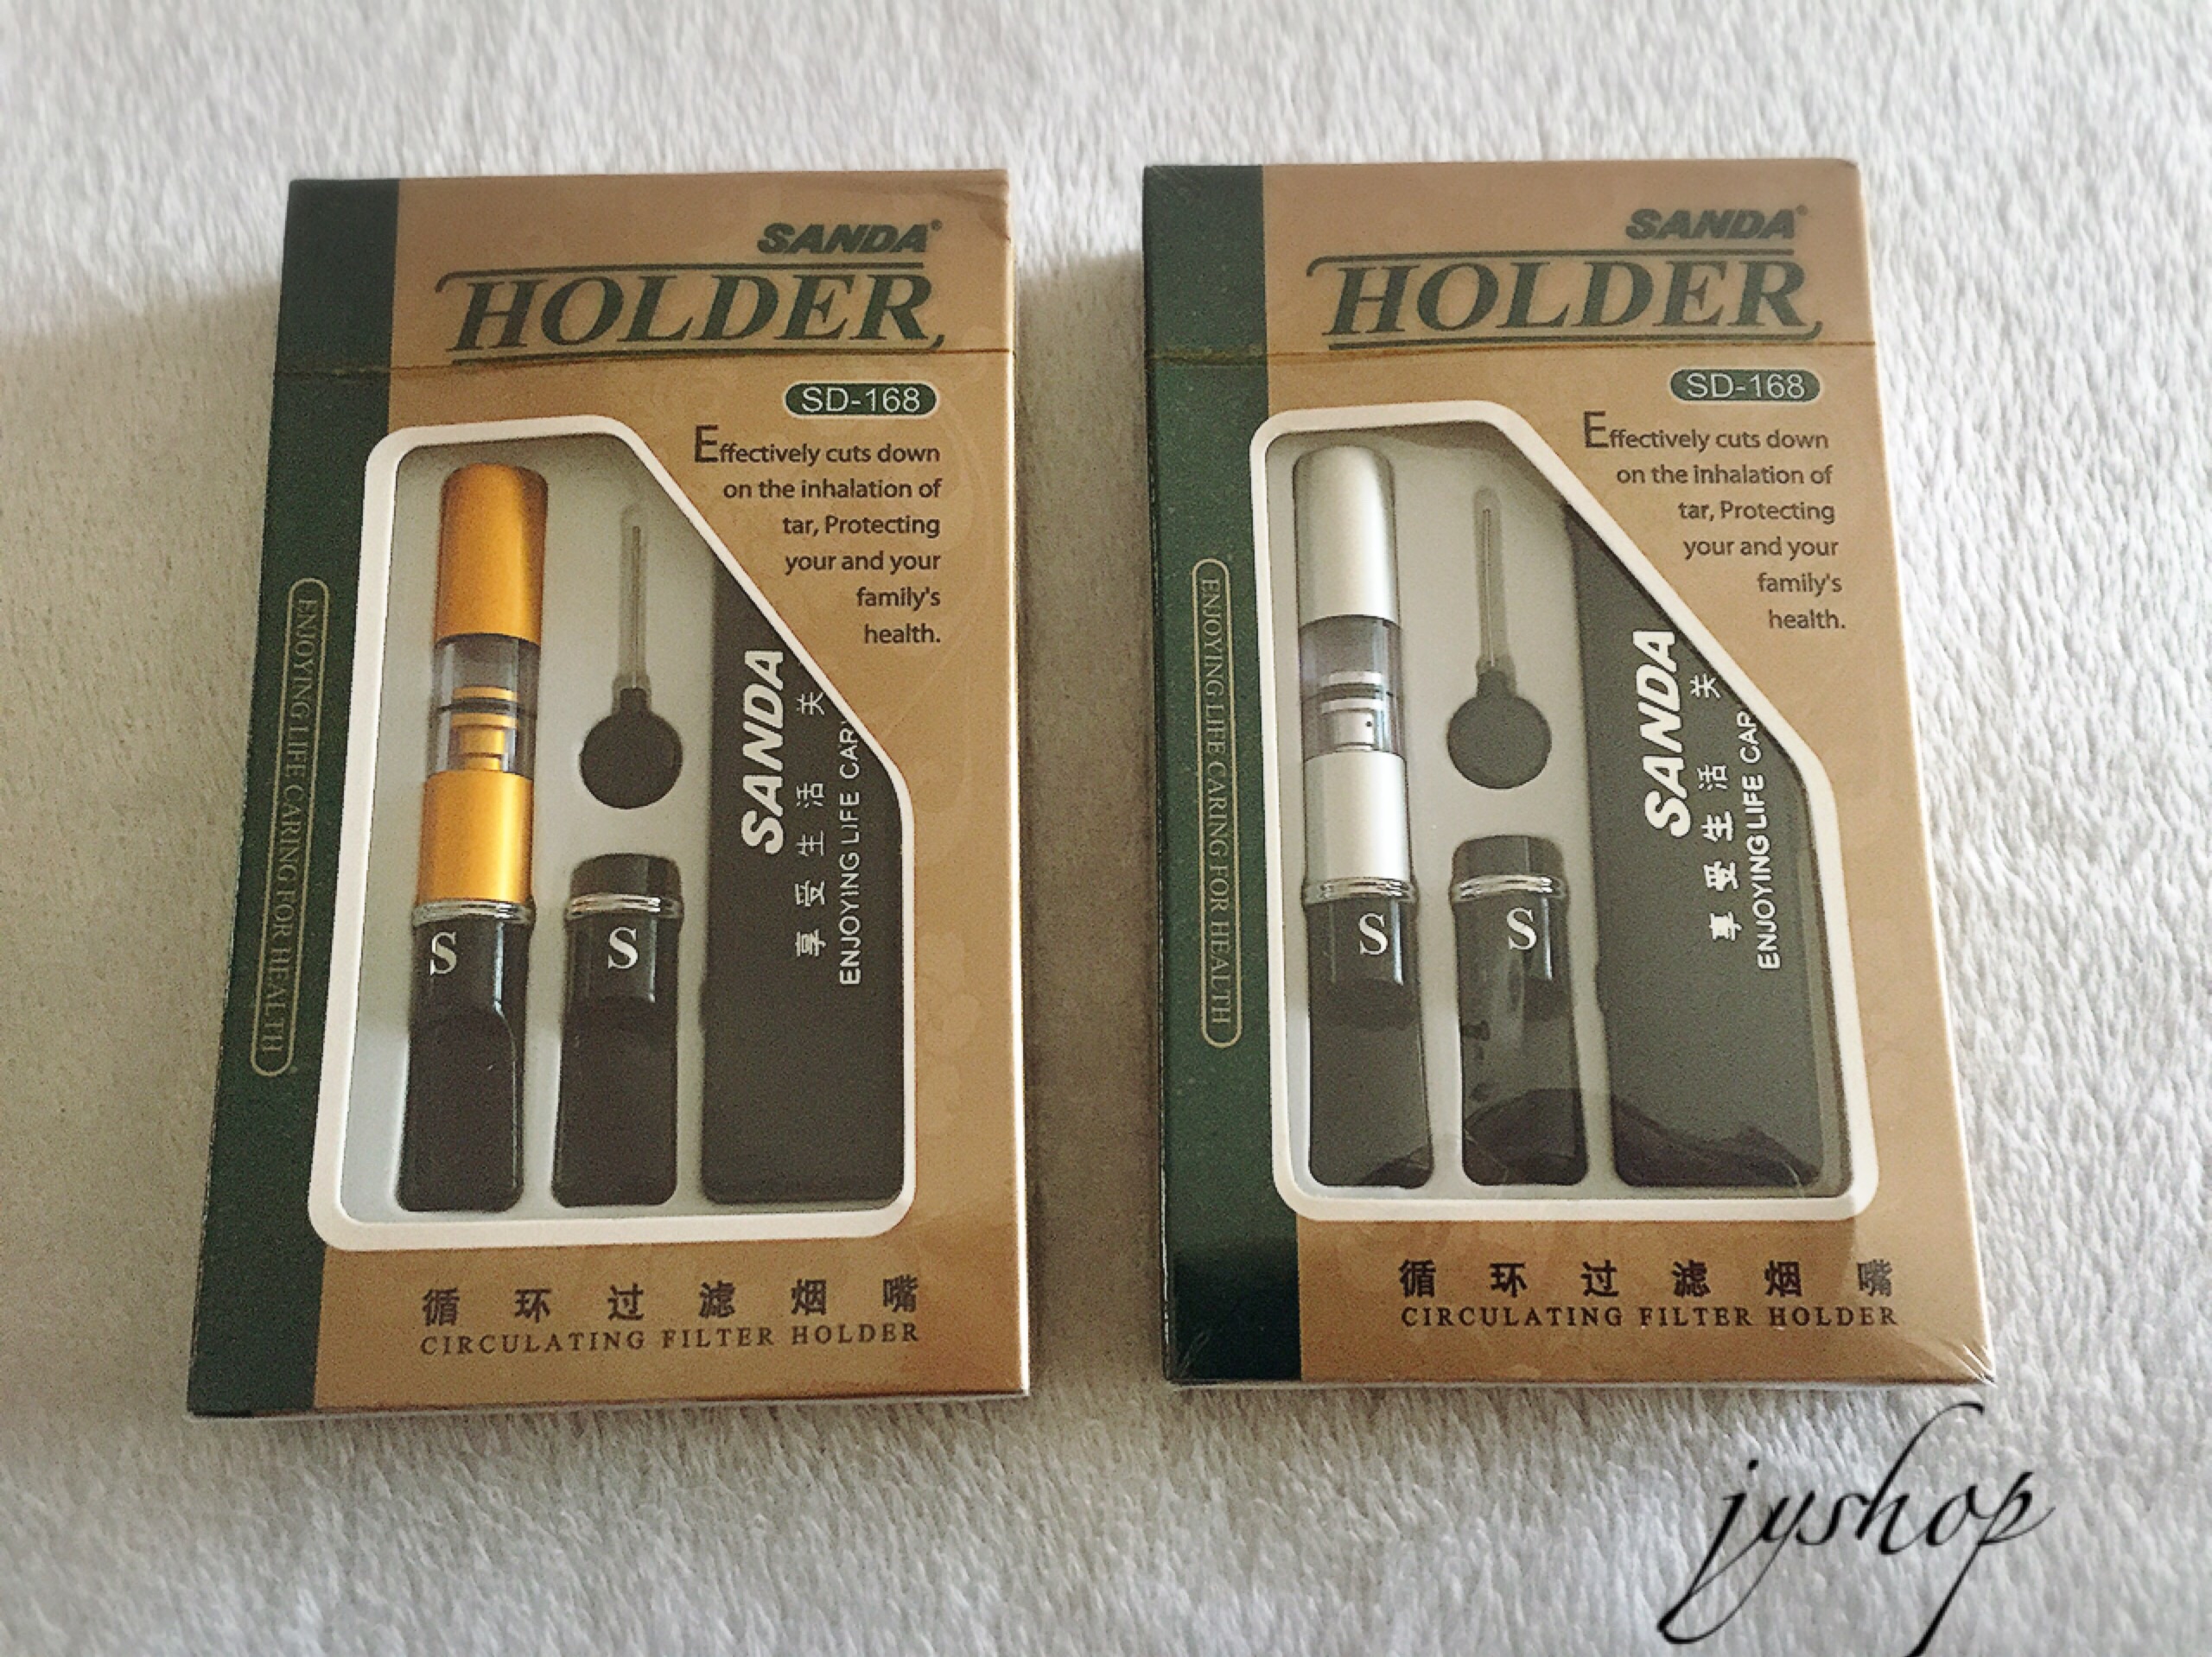 SANDA®
HOLDER
SD-168
Effectively cuts down
on the inhalation of
tar, Protecting
your and your
family's
health.
ENJOYING LIFE CARING FOR HEALTH
SANDA
享受生活 关
ENJOYING LIFE CAR
S
S
循环过滤烟嘴
CIRCULATING FILTER HOLDER
SANDA®
HOLDER
SD-168
Effectively cuts down
on the inhalation of
tar, Protecting
your and your
family's
health.
ENJOYING LIFE CARING FOR HEALTH
SANDA
享受生活 关
ENJOYING LIFE CAR
S
S
循环过滤烟嘴
CIRCULATING FILTER HOLDER
jyshop